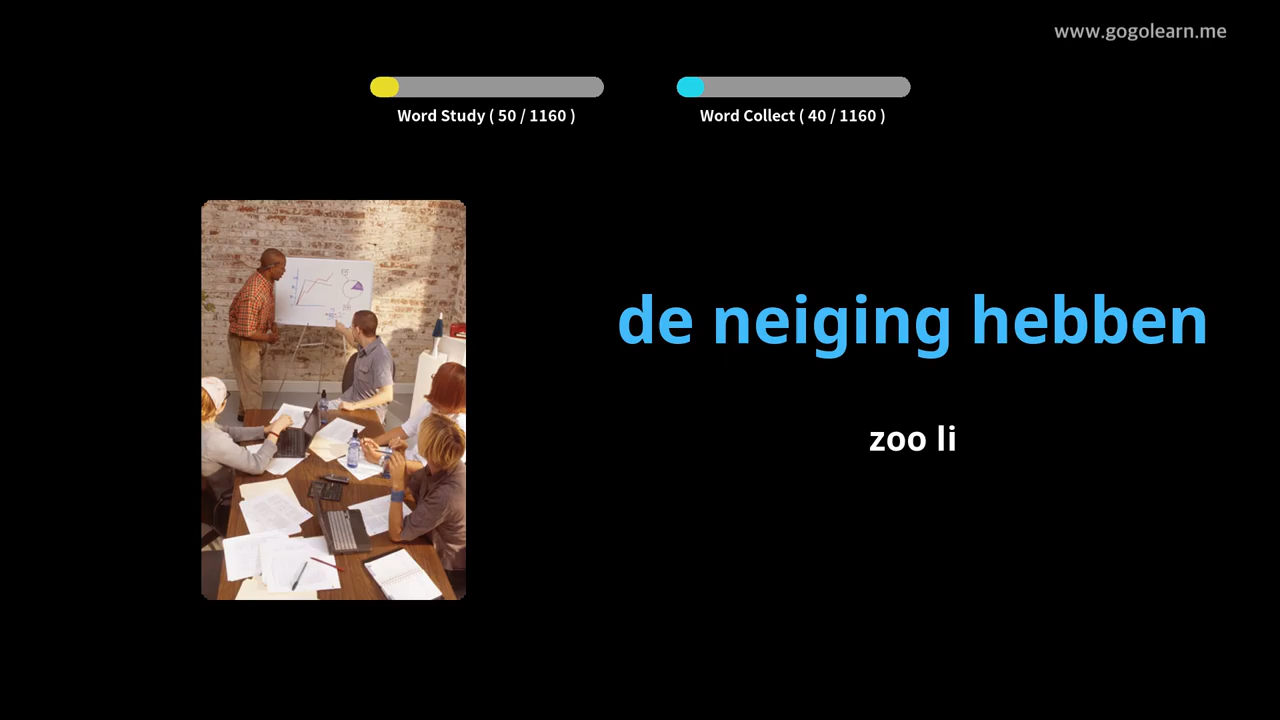 www.gogolearn.me
Word Study ( 50 / 1160 )
Word Collect ( 40 / 1160 )
de neiging hebben
zoo li